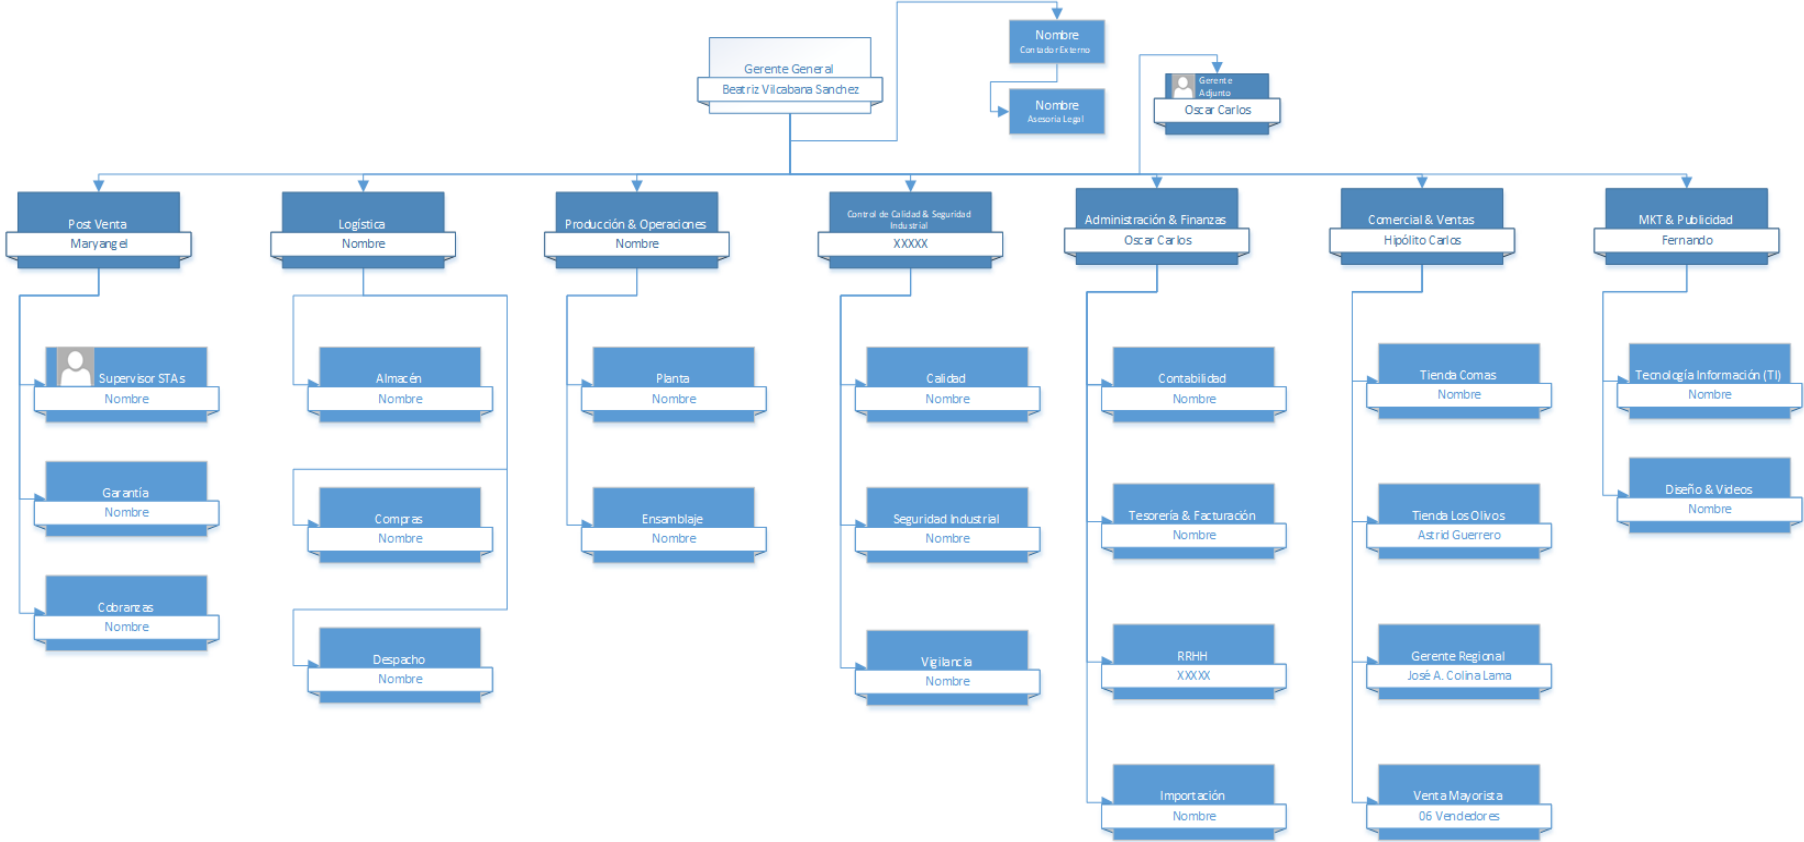 Nombre
Contador Externo
Gerente General
Beatriz Vilcabana Sanchez
Nombre
Asesoría Legal
Gerente
Adjunto
Oscar Carlos
Post Venta
Maryangel
Logística
Nombre
Producción & Operaciones
Nombre
Control de Calidad & Seguridad
Industrial
XXXXX
Administración & Finanzas
Oscar Carlos
Comercial & Ventas
Hipólito Carlos
MKT & Publicidad
Fernando
Supervisor STAs
Nombre
Almacén
Nombre
Planta
Nombre
Calidad
Nombre
Contabilidad
Nombre
Tienda Comas
Nombre
Tecnología Información (TI)
Nombre
Garantía
Nombre
Compras
Nombre
Ensamblaje
Nombre
Seguridad Industrial
Nombre
Tesorería & Facturación
Nombre
Tienda Los Olivos
Astrid Guerrero
Diseño & Videos
Nombre
Cobranzas
Nombre
Despacho
Nombre
Vigilancia
Nombre
RRHH
XXXXX
Gerente Regional
José A. Colina Lama
Importación
Nombre
Venta Mayorista
06 Vendedores